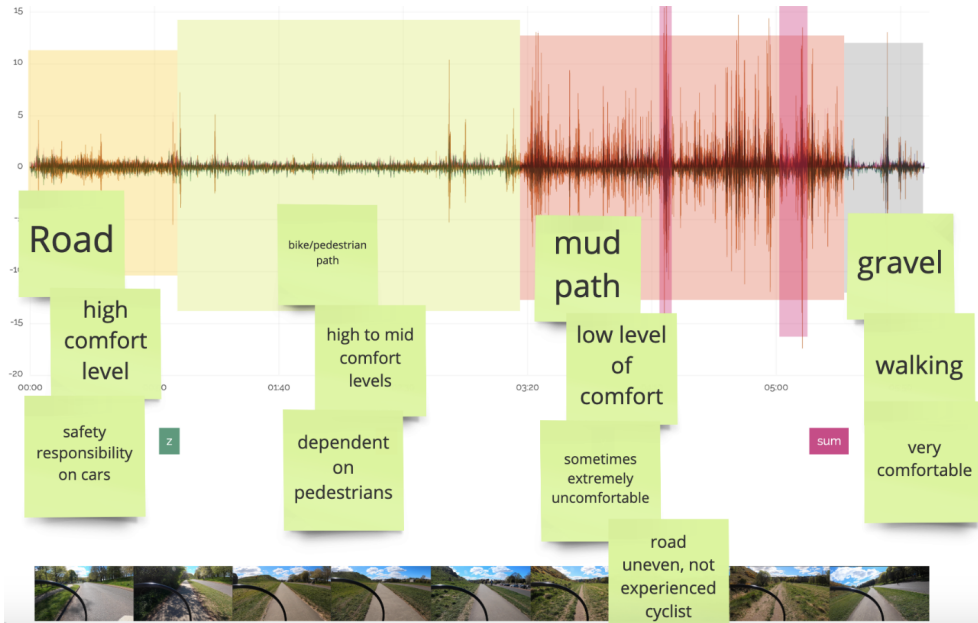 15
10
5
0
-10
-15
-20
00:00
01:40
03:20
05:00
Road
high
comfort
level
safety
responsibility
on cars
z
bike/pedestrian
path
high to mid
comfort
levels
dependent
on
pedestrians
mud
path
low level
of
comfort
sometimes
extremely
uncomfortable
road
uneven, not
experienced
cyclist
gravel
walking
very
comfortable
sum